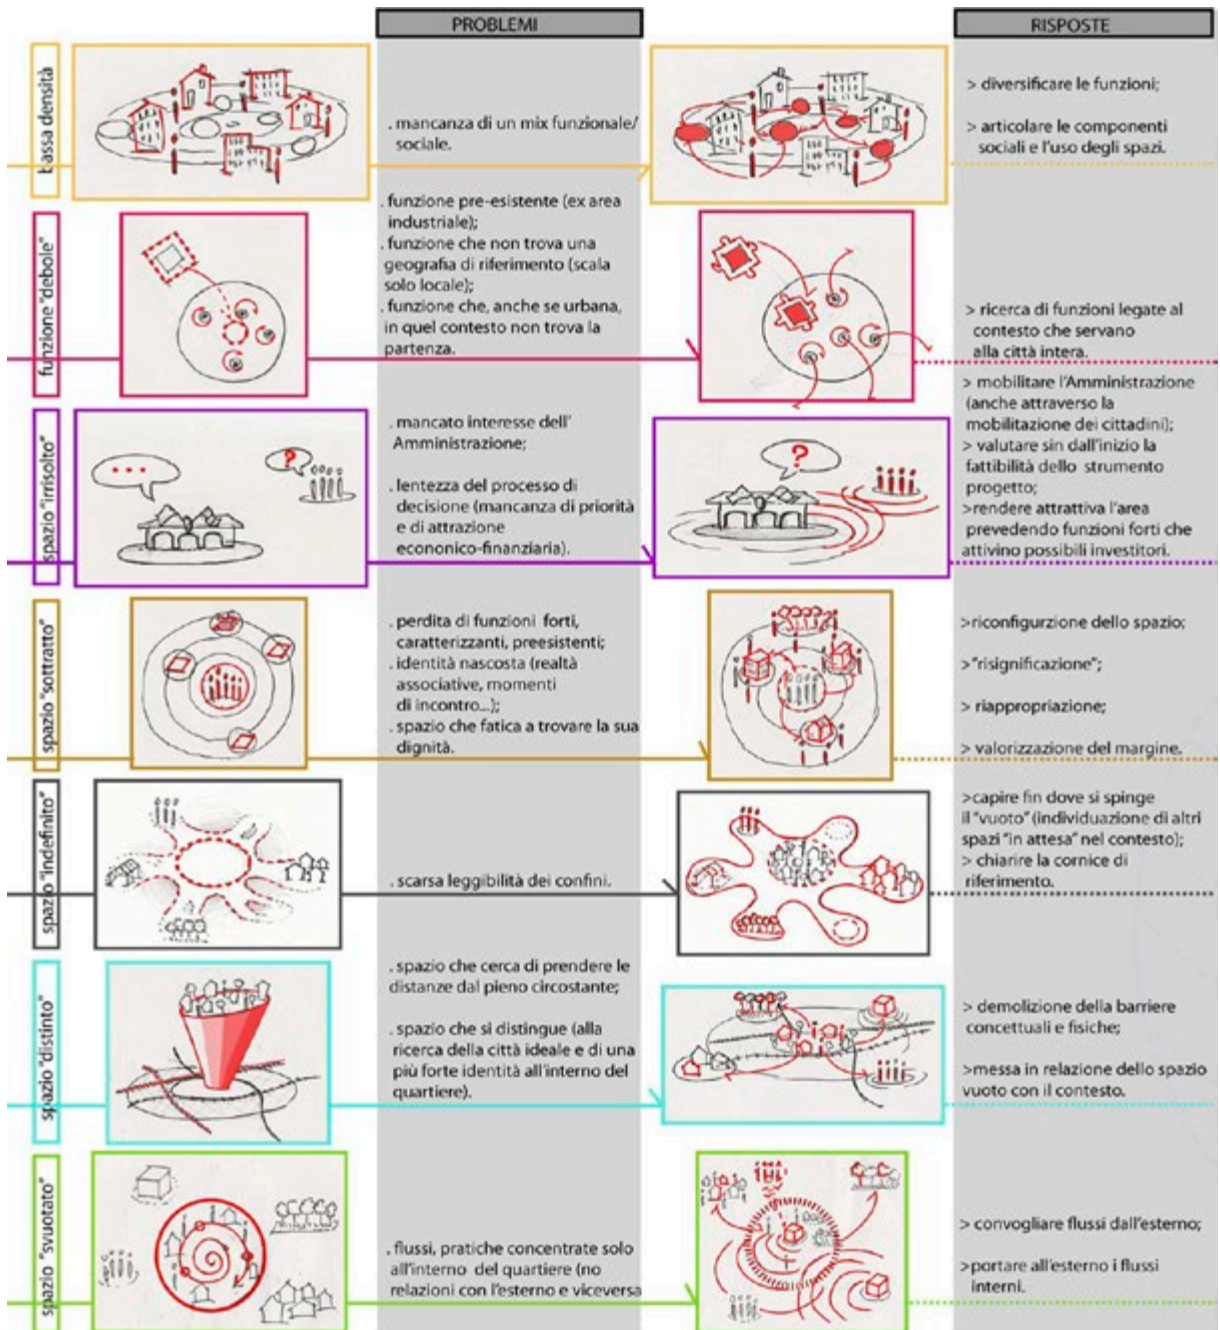 PROBLEMI
RISPOSTE
bassa densità
. mancanza di un mix funzionale/
sociale.
> diversificare le funzioni;
> articolare le componenti
sociali e l'uso degli spazi.
funzione "debole"
. funzione pre-esistente (ex area
industriale);
. funzione che non trova una
geografia di riferimento (scala
solo locale);
. funzione che, anche se urbana,
in quel contesto non trova la
partenza.
> ricerca di funzioni legate al
contesto che servano
alla città intera.
spazio "irrisolto"
...
?
. mancato interesse dell'
Amministrazione;
. lentezza del processo di
decisione (mancanza di priorità
e di attrazione
economico-finanziaria).
?
> mobilitare l'Amministrazione
(anche attraverso la
mobilitazione dei cittadini);
> valutare sin dall'inizio la
fattibilità dello strumento
progetto;
>rendere attrattiva l'area
prevedendo funzioni forti che
attivino possibili investitori.
spazio "sottratto"
. perdita di funzioni forti,
caratterizzanti, preesistenti;
. identità nascosta (realtà
associative, momenti
di incontro...);
. spazio che fatica a trovare la sua
dignità.
>riconfigurzione dello spazio;
>"risignificazione";
> riappropriazione;
> valorizzazione del margine.
spazio "indefinito"
. scarsa leggibilità dei confini.
>capire fin dove si spinge
il "vuoto" (individuazione di altri
spazi "in attesa" nel contesto);
> chiarire la cornice di
riferimento.
spazio "distinto"
. spazio che cerca di prendere le
distanze dal pieno circostante;
. spazio che si distingue (alla
ricerca della città ideale e di una
più forte identità all'interno del
quartiere).
> demolizione della barriere
concettuali e fisiche;
>messa in relazione dello spazio
vuoto con il contesto.
spazio "svuotato"
. flussi, pratiche concentrate solo
all'interno del quartiere (no
relazioni con l'esterno e viceversa
> convogliare flussi dall'esterno;
>portare all'esterno i flussi
interni.